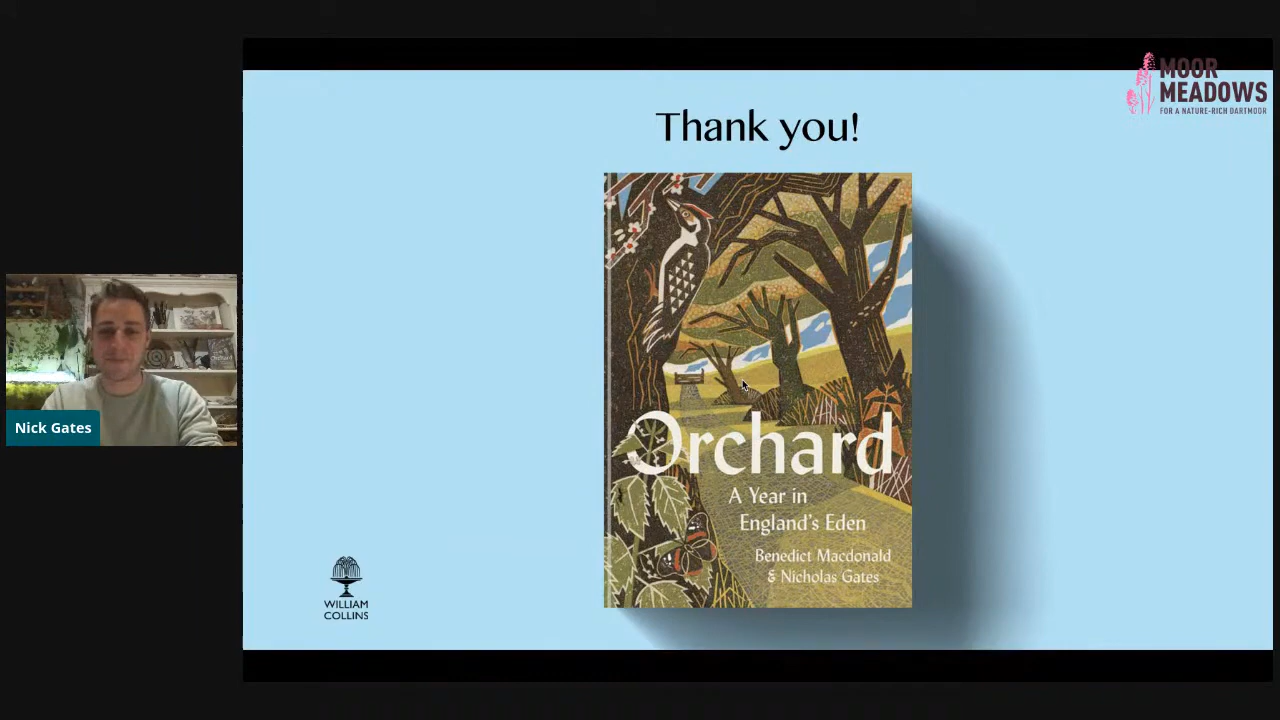 MOOR
MEADOWS
FOR A NATURE-RICH DARTMOOR
Thank you!
Orchard
A Year in
England's Eden
Benedict Macdonald
& Nicholas Gates
Nick Gates
WILLIAM
COLLINS